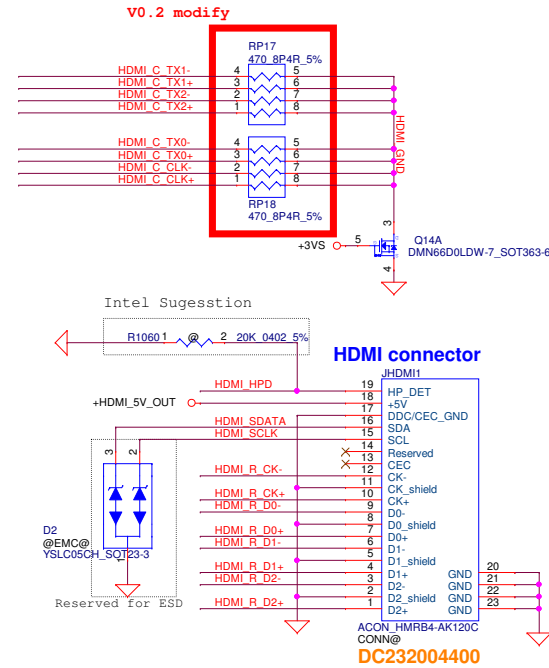 V0.2 modify
RP17
470_8P4R_5%
HDMI_C_TX1- 4 5
HDMI_C_TX1+ 3 6
HDMI_C_TX2- 2 7
HDMI_C_TX2+ 1 8
HDMI_C_TX0- 4 5
HDMI_C_TX0+ 3 6
HDMI_C_CLK- 2 7
HDMI_C_CLK+ 1 8
RP18
470_8P4R_5%
HDMI_GND
3
+3VS 5 Q14A
DMN66D0LDW-7_SOT363-6
4
Intel Sugesstion
R1060 1 @ 2 20K_0402_5%
HDMI connector
JHDMI1
HDMI_HPD 19 HP_DET
+HDMI_5V_OUT 18 +5V
17 DDC/CEC_GND
HDMI_SDATA 16 SDA
HDMI_SCLK 15 SCL
14 Reserved
13 CEC
HDMI_R_CK- 12 CK-
11 CK_shield
HDMI_R_CK+ 10 CK+
HDMI_R_D0- 9 D0-
8 D0_shield
HDMI_R_D0+ 7 D0+
HDMI_R_D1- 6 D1-
5 D1_shield
HDMI_R_D1+ 4 D1+ GND 20
HDMI_R_D2- 3 D2- GND 21
2 D2_shield GND 22
HDMI_R_D2+ 1 D2+ GND 23
3 2
D2
@EMC@
YSLC05CH_SOT23-3
1
Reserved for ESD
ACON_HMRB4-AK120C
CONN@
DC232004400